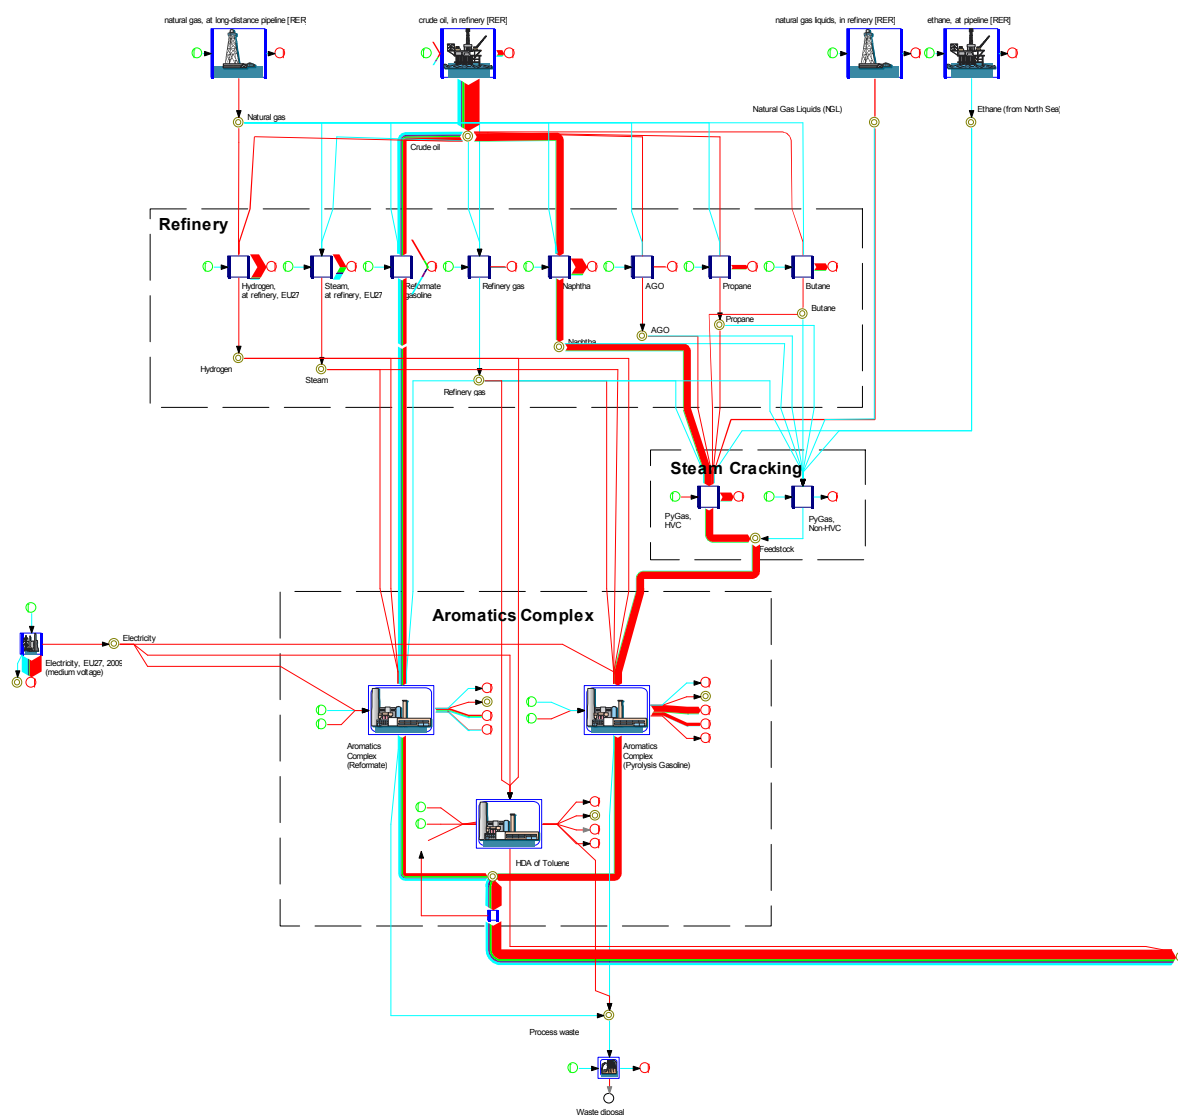 natural gas, at long-distance pipeline [RER
crude oil, in refinery [RER]
natural gas liquids, in refinery [RER]
ethane, at pipeline [RER]
Natural gas
Crude oil
Natural Gas Liquids (NGL)
Ethane (from North Sea)
Refinery
Hydrogen,
at refinery, EU27
Steam,
at refinery, EU27
Reformate
gasoline
Refinery gas
Naphtha
AGO
Propane
Butane
Butane
Propane
AGO
Naphtha
Hydrogen
Steam
Refinery gas
Steam Cracking
PyGas,
HVC
PyGas,
Non-HVC
Feedstock
Aromatics Complex
Electricity
Electricity, EU27, 2009
(medium voltage)
Aromatics
Complex
(Reformate)
Aromatics
Complex
(Pyrolysis Gasoline)
HDA of Toluene
Process waste
Waste diposal